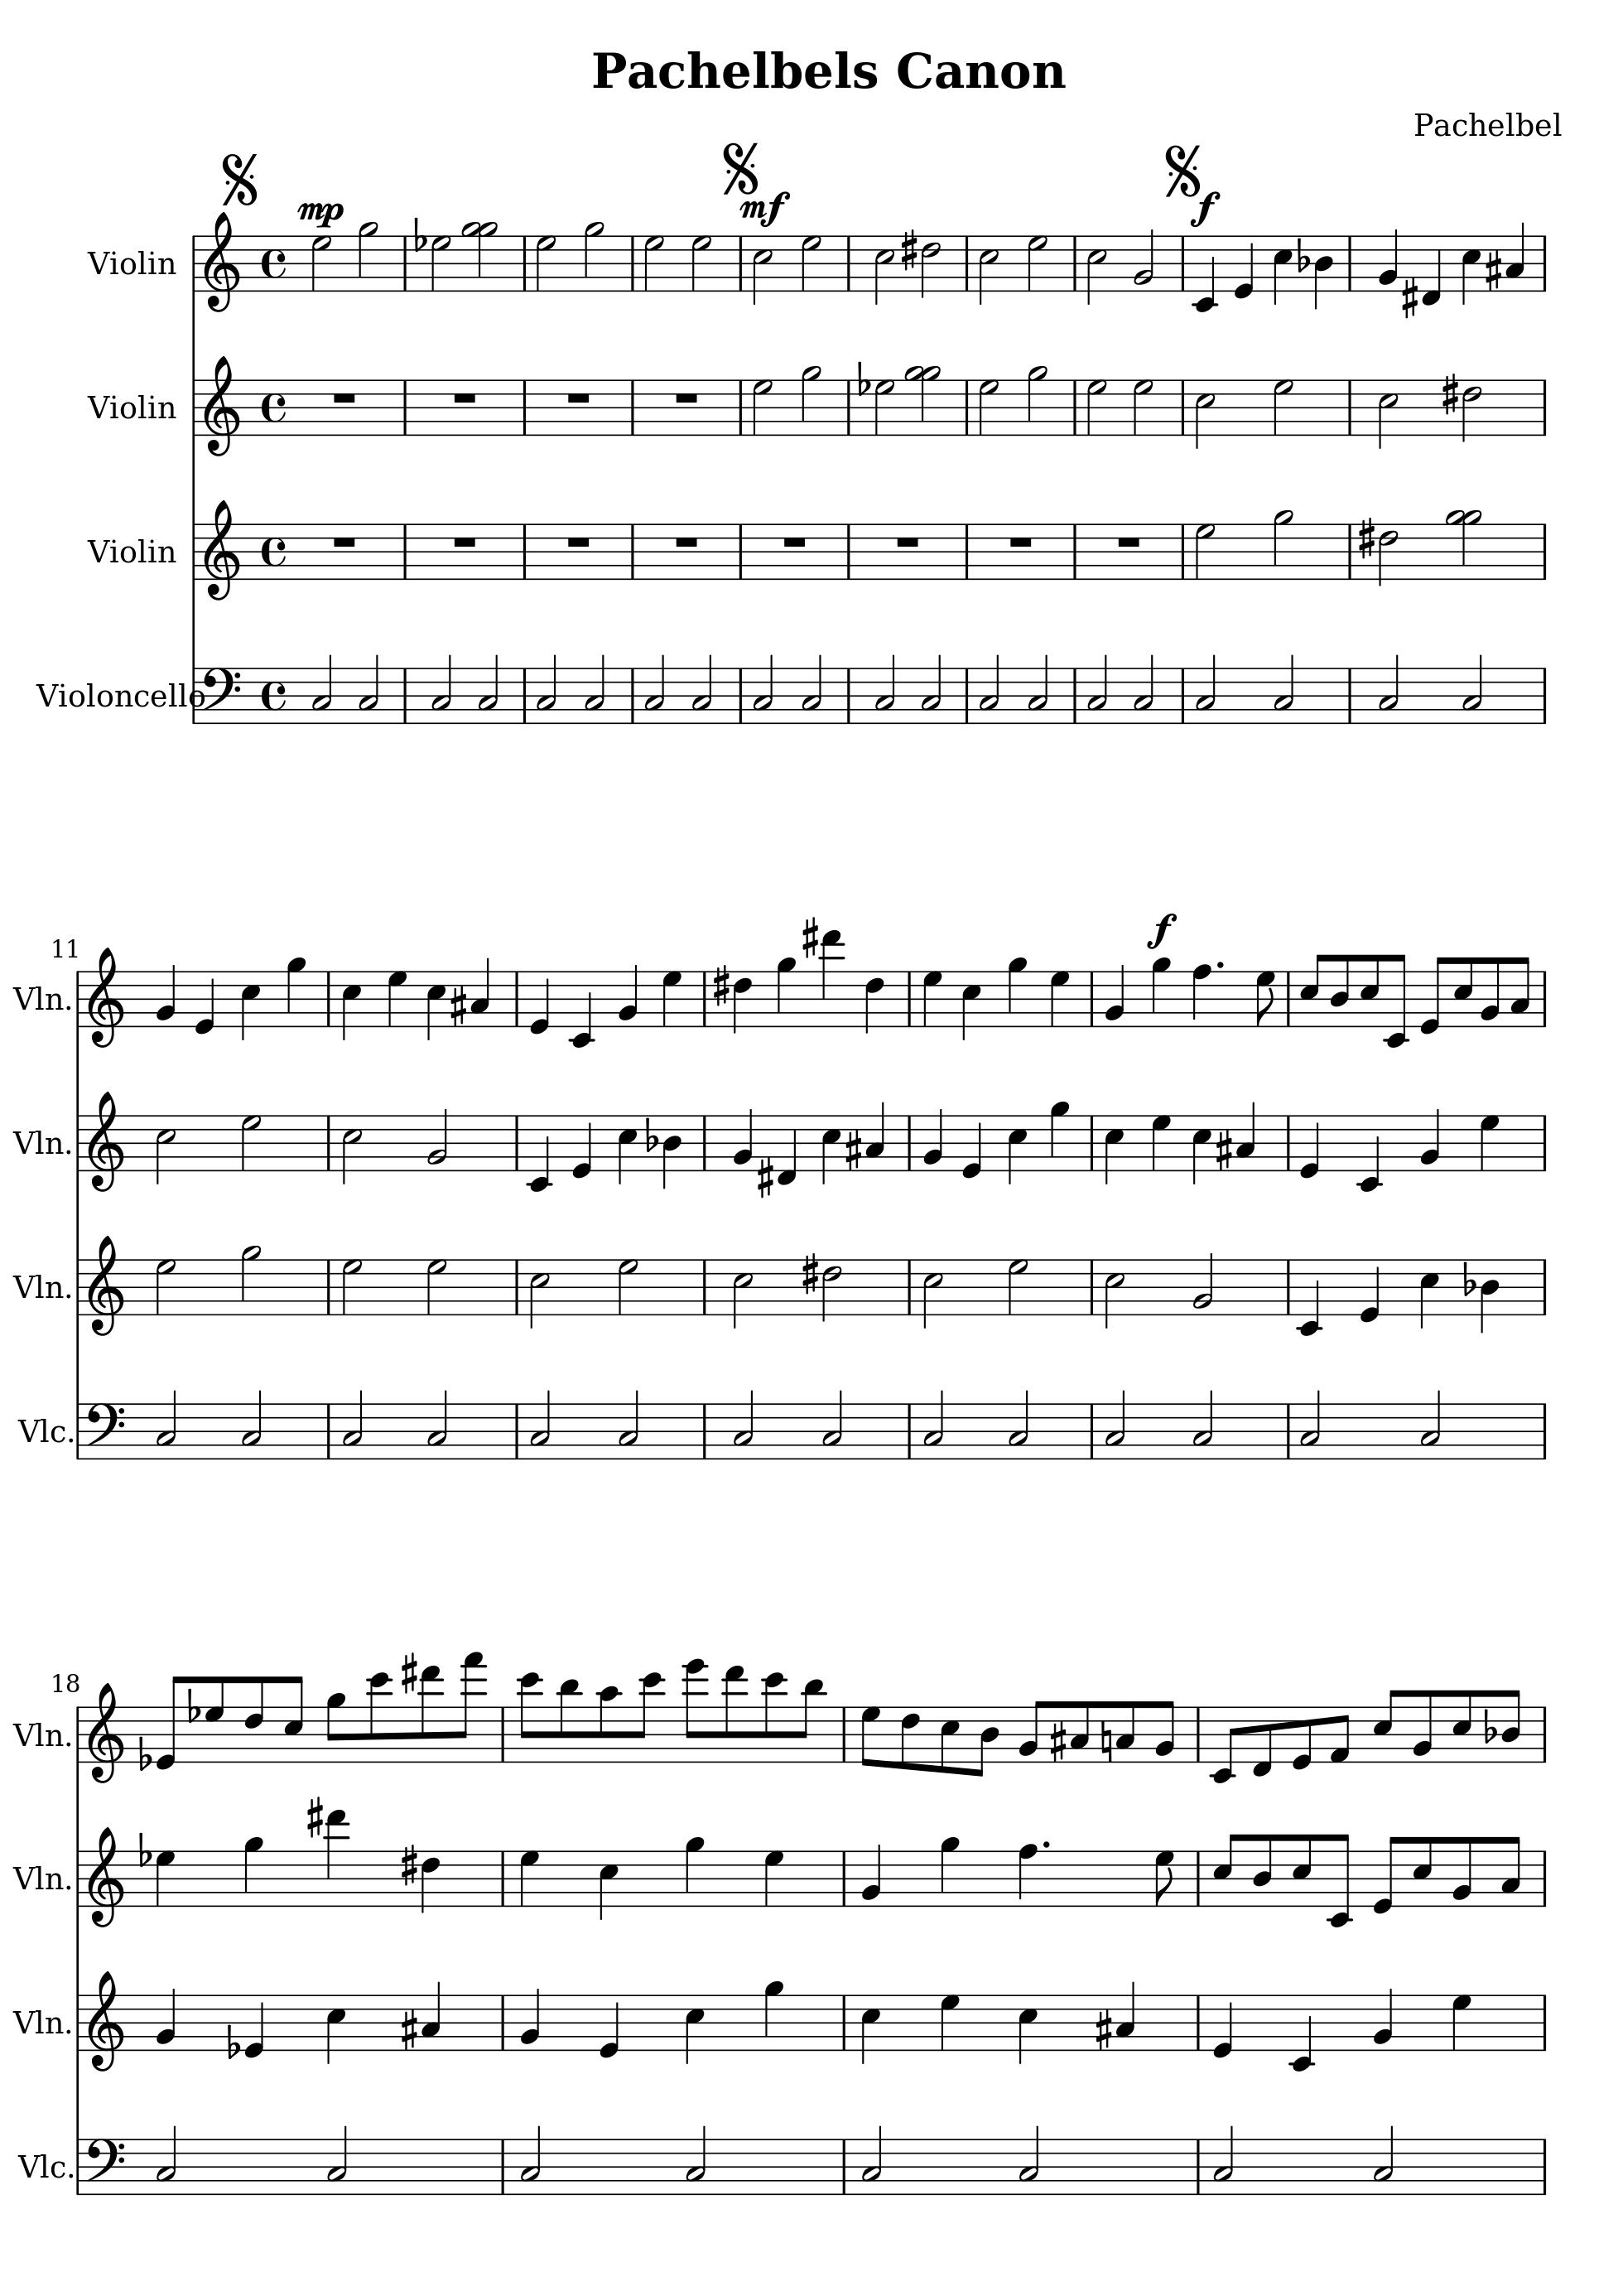 Pachelbels Canon
Pachelbel
mp
mf
f
Violin
Violin
Violin
Violoncello
11
f
Vln.
Vln.
Vln.
Vlc.
18
Vln.
Vln.
Vln.
Vlc.